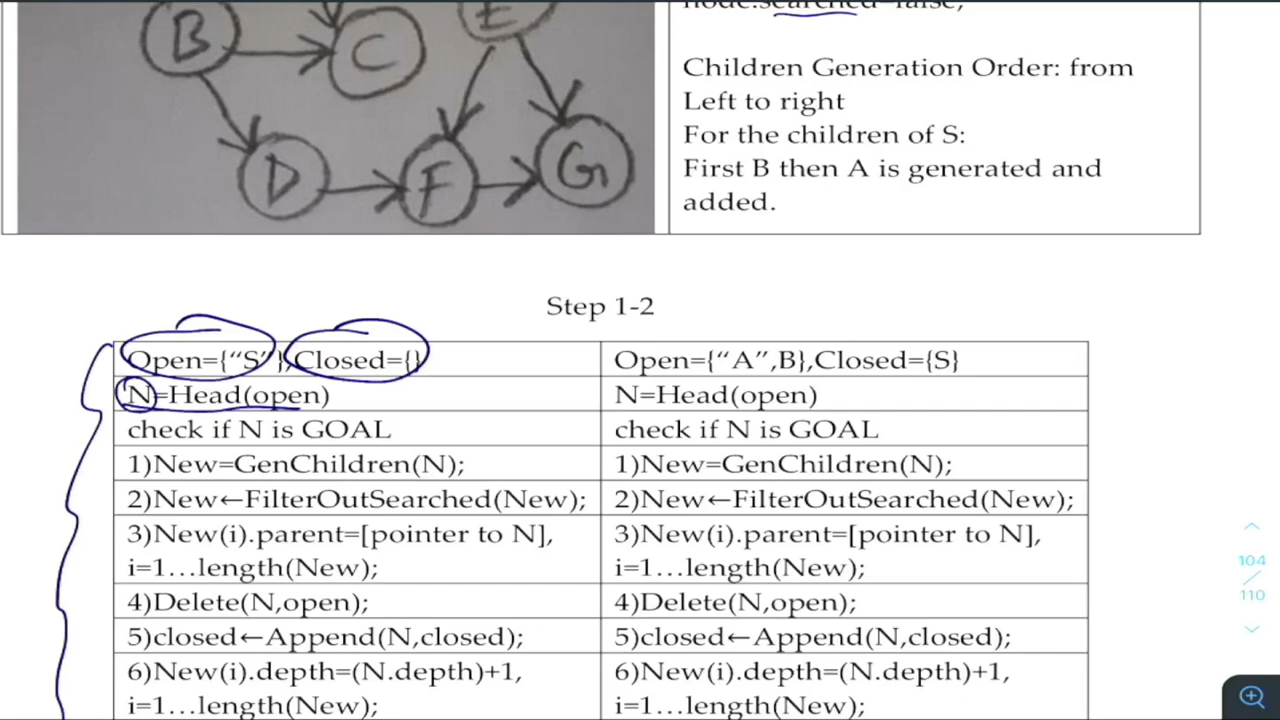 B
C
E
D
F
G
node.searched=false;
Children Generation Order: from
Left to right
For the children of S:
First B then A is generated and
added.
Step 1-2
Open={“S”},Closed={}
N=Head(open)
check if N is GOAL
1)New=GenChildren(N);
2)New←FilterOutSearched(New);
3)New(i).parent=[pointer to N],
i=1…length(New);
4)Delete(N,open);
5)closed←Append(N,closed);
6)New(i).depth=(N.depth)+1,
i=1…length(New);
Open={“A”,B},Closed={S}
N=Head(open)
check if N is GOAL
1)New=GenChildren(N);
2)New←FilterOutSearched(New);
3)New(i).parent=[pointer to N],
i=1…length(New);
4)Delete(N,open);
5)closed←Append(N,closed);
6)New(i).depth=(N.depth)+1,
i=1…length(New);
104
110